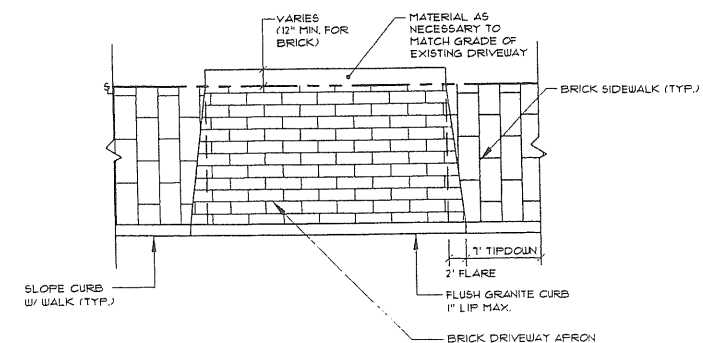 VARIES
(12" MIN. FOR
BRICK)
MATERIAL AS
NECESSARY TO
MATCH GRADE OF
EXISTING DRIVEWAY
BRICK SIDEWALK (TYP.)
7' TIPDOWN
2' FLARE
SLOPE CURB
W/ WALK (TYP.)
FLUSH GRANITE CURB
1" LIP MAX.
BRICK DRIVEWAY APRON